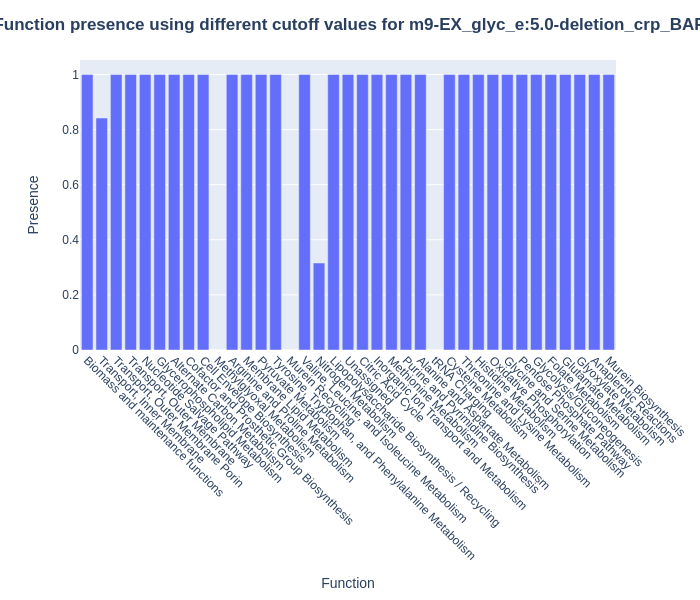 Function presence using different cutoff values for m9-EX_glyc_e:5.0-deletion_crp_BAR
1
0.8
0.6
0.4
0.2
0
Presence
Biomass and maintenance functions
Transport, Inner Membrane
Transport, Outer Membrane
Transport, Outer Membrane Porin
Nucleotide Salvage Pathway
Glycerophospholipid Metabolism
Alternate Carbon Metabolism
Cofactor and Prosthetic Group Biosynthesis
Cell Envelope Biosynthesis
Methylglyoxal Metabolism
Arginine and Proline Metabolism
Membrane Lipid Metabolism
Pyruvate Metabolism
Tyrosine, Tryptophan, and Phenylalanine Metabolism
Murein Recycling
Valine, Leucine, and Isoleucine Metabolism
Nitrogen Metabolism
Lipopolysaccharide Biosynthesis / Recycling
Unassigned
Citric Acid Cycle
Inorganic Ion Transport and Metabolism
Methionine Metabolism
Purine and Pyrimidine Biosynthesis
Alanine and Aspartate Metabolism
tRNA Charging
Cysteine Metabolism
Threonine and Lysine Metabolism
Histidine Metabolism
Oxidative Phosphorylation
Glycine and Serine Metabolism
Pentose Phosphate Pathway
Glycolysis/Gluconeogenesis
Folate Metabolism
Glutamate Metabolism
Glyoxylate Metabolism
Anaplerotic Reactions
Murein Biosynthesis
Function